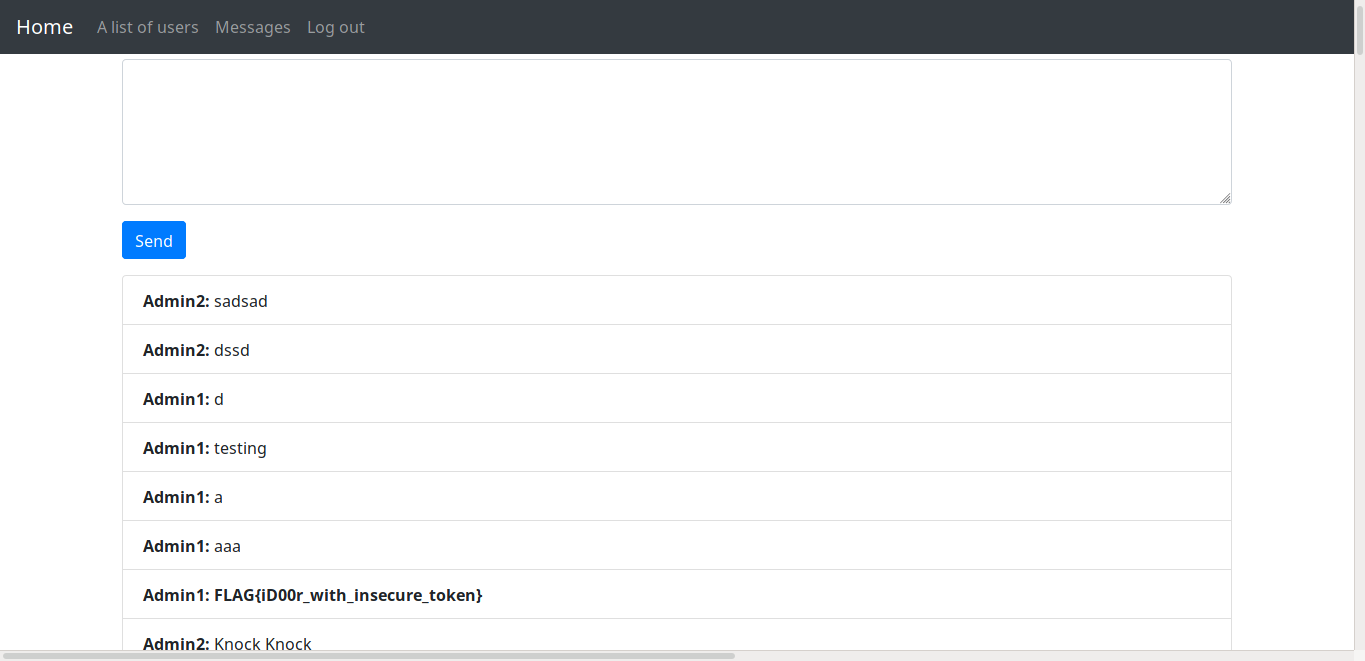 Home A list of users Messages Log out
Send
Admin2: sadsad
Admin2: dssd
Admin1: d
Admin1: testing
Admin1: a
Admin1: aaa
Admin1: FLAG{iD00r_with_insecure_token}
Admin2: Knock Knock